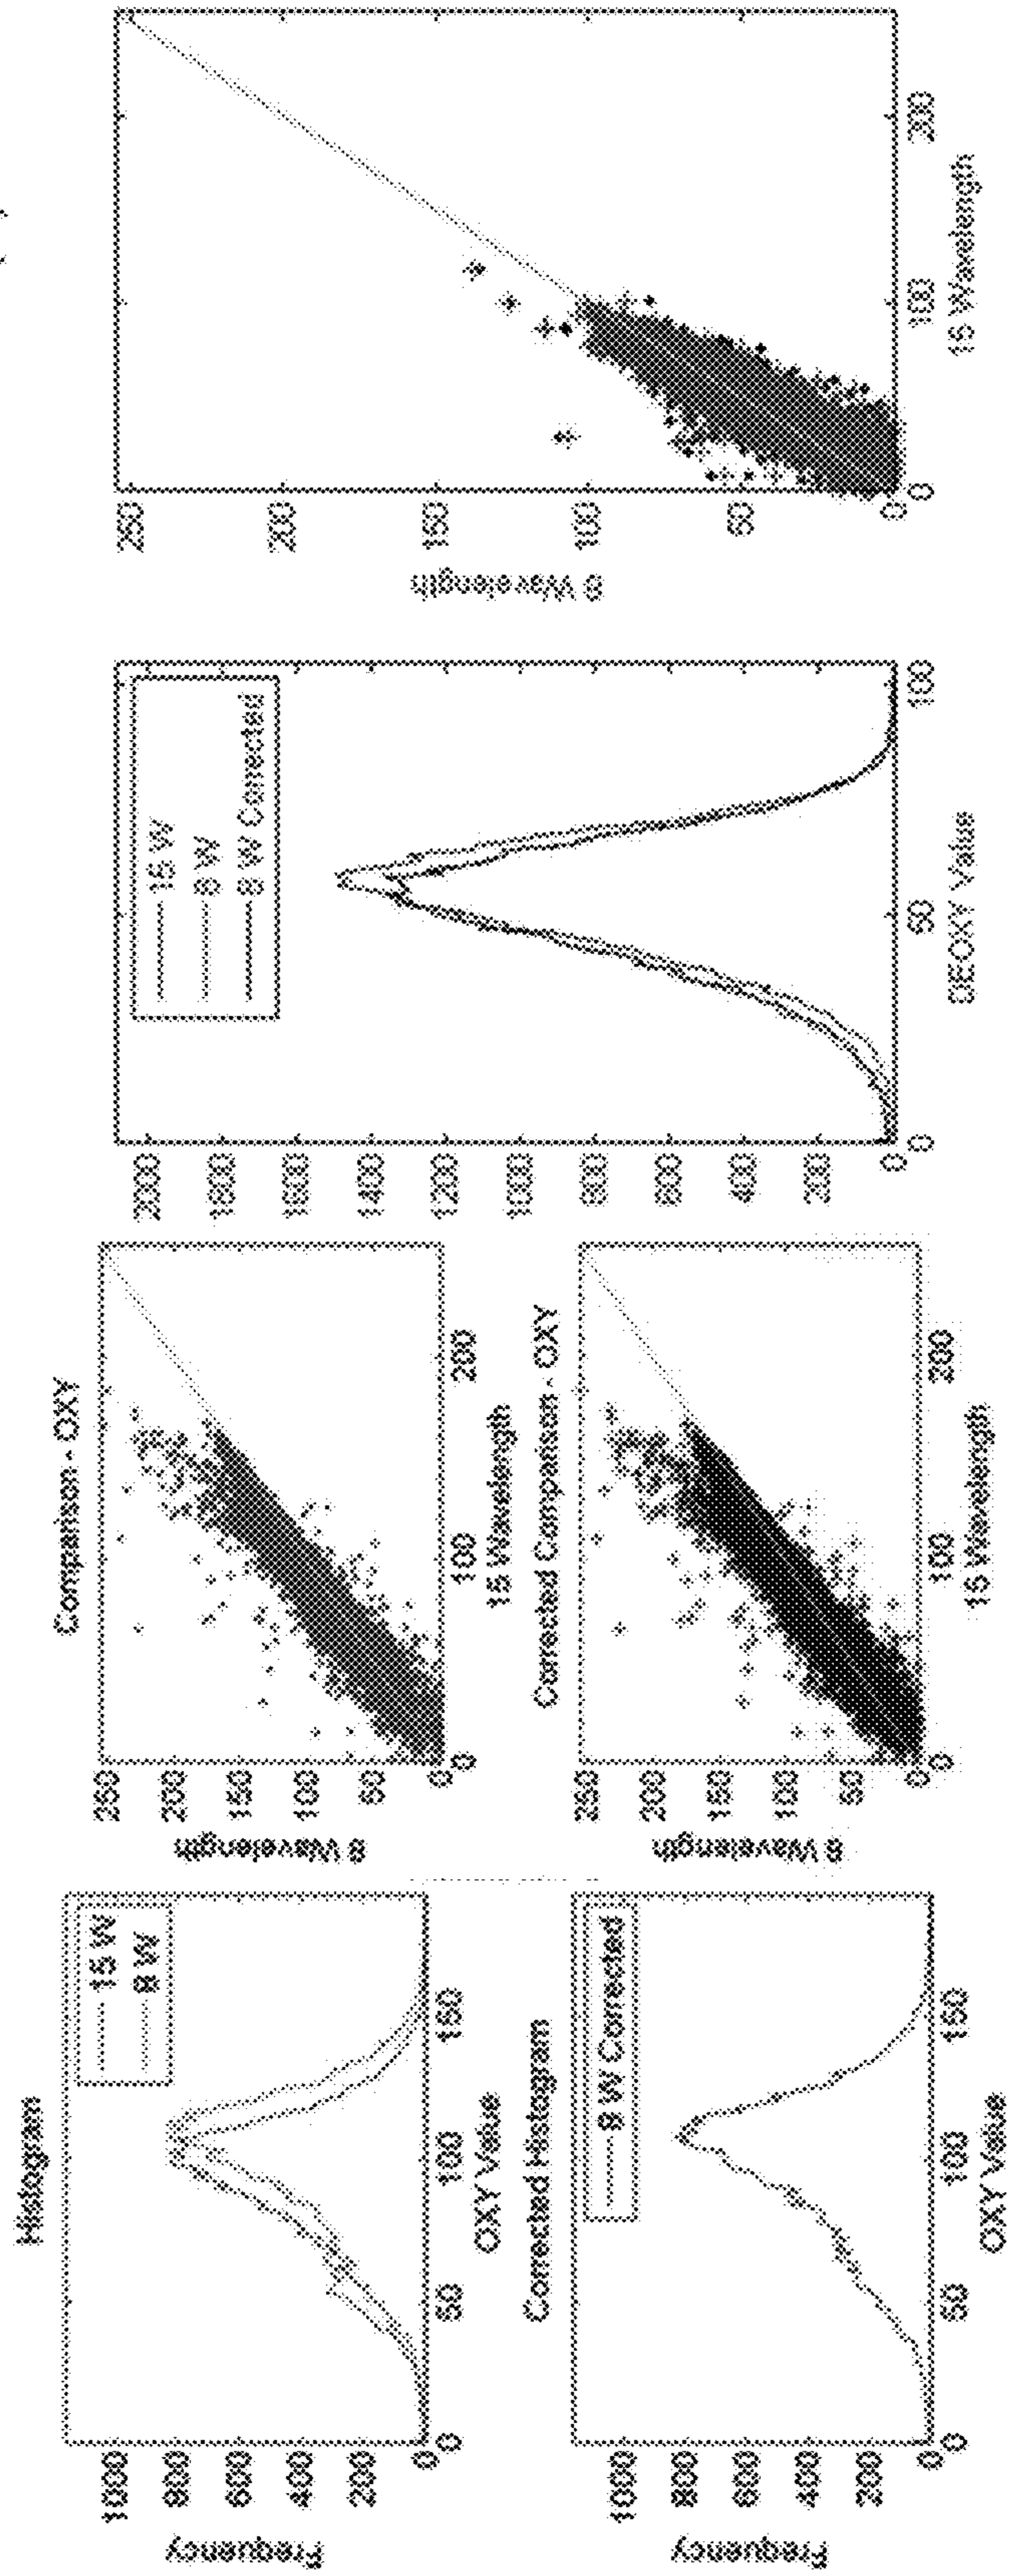 Histogram
1000
800
600
400
200
0
Frequency
15 W
8 W
0
50
100
150
OXY Value
Corrected Histogram
1000
800
600
400
200
0
Frequency
8 W Corrected
0
50
100
150
OXY Value
Comparison - OXY
250
200
150
100
50
0
8 Wavelength
0
100
200
15 Wavelength
Corrected Comparison - OXY
250
200
150
100
50
0
8 Wavelength
0
100
200
15 Wavelength
2000
1800
1600
1400
1200
1000
800
600
400
200
0
15 W
8 W
8 W Corrected
0
50
100
DEOXY Value
250
200
150
100
50
0
8 Wavelength
0
100
200
15 Wavelength